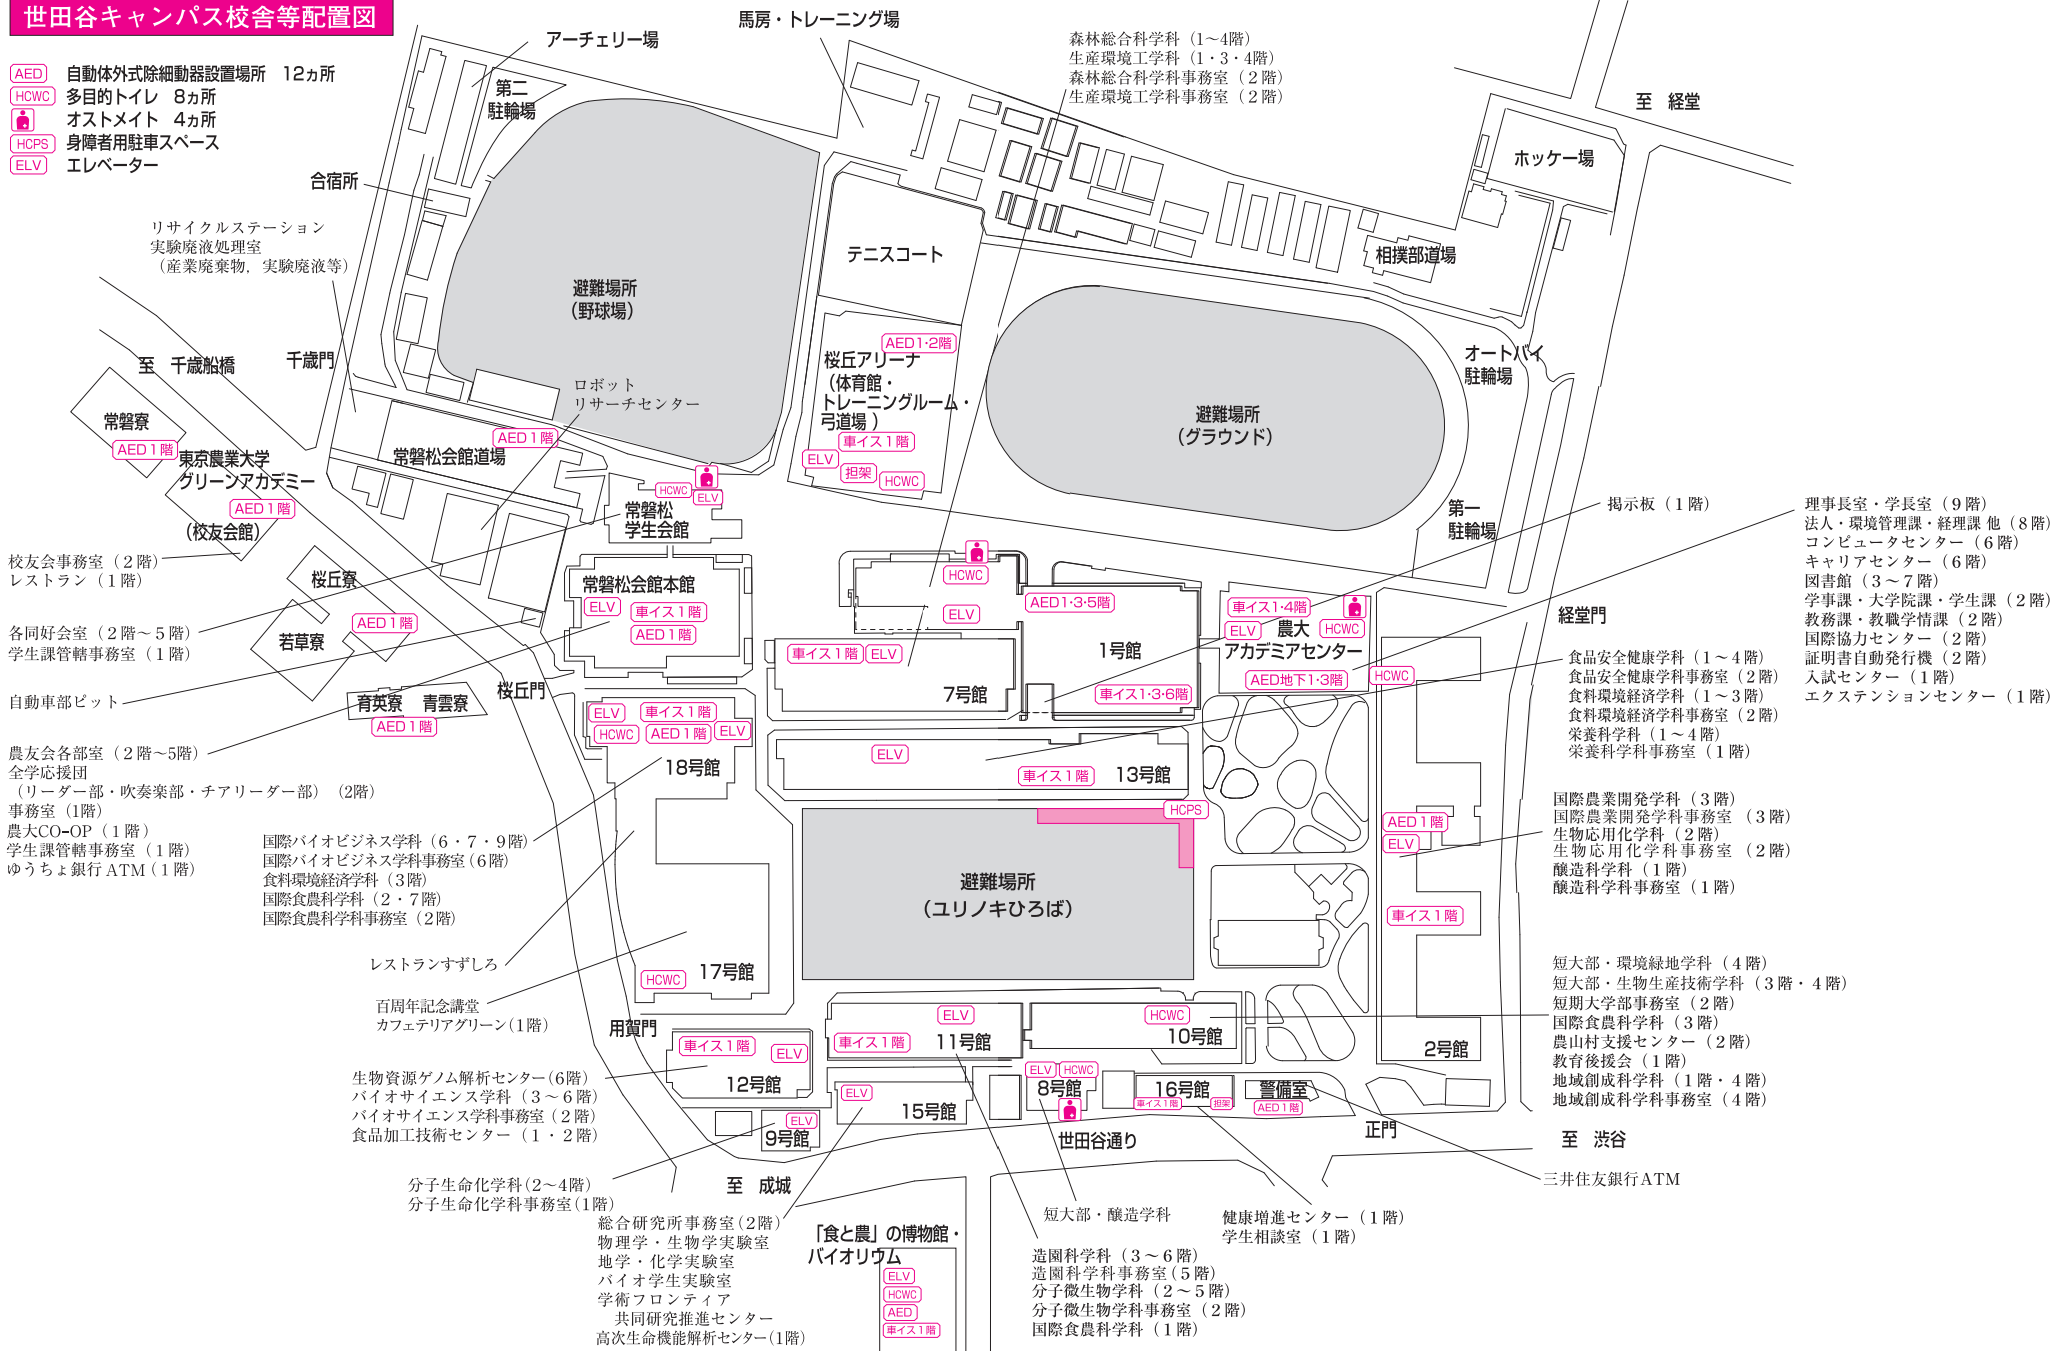 世田谷キャンパス校舎等配置図
AED 自動体外式除細動器設置場所 12ヵ所
HCWC 多目的トイレ 8ヵ所
オストメイト 4ヵ所
HCPS 身障者用駐車スペース
ELV エレベーター
アーチェリー場
馬房・トレーニング場
第二
駐輪場
合宿所
リサイクルステーション
実験廃液処理室
（産業廃棄物，実験廃液等）
森林総合科学科（1～4階）
生産環境工学科（1・3・4階）
森林総合科学科事務室（２階）
生産環境工学科事務室（２階）
至 経堂
ホッケー場
相撲部道場
テニスコート
避難場所
（野球場）
AED1・2階
桜丘アリーナ
（体育館・
トレーニングルーム・
弓道場 ）
車イス１階
ELV
担架
HCWC
避難場所
（グラウンド）
オートバイ
駐輪場
第一
駐輪場
至 千歳船橋
千歳門
常磐寮
AED１階
東京農業大学
グリーンアカデミー
AED１階
（校友会館）
ロボット
リサーチセンター
常磐松会館道場
AED１階
HCWC
ELV
常磐松
学生会館
校友会事務室（２階）
レストラン（１階）
桜丘寮
AED１階
若草寮
各同好会室（２階～５階）
学生課管轄事務室（１階）
自動車部ピット
育英寮 青雲寮
AED１階
桜丘門
常磐松会館本館
ELV
車イス１階
AED１階
農友会各部室（２階～5階）
全学応援団
（リーダー部・吹奏楽部・チアリーダー部）（2階）
事務室（1階）
農大CO-OP（１階）
学生課管轄事務室（１階）
ゆうちょ銀行 ATM（１階）
HCWC
ELV
AED1・3・5階
1号館
車イス1・3・6階
車イス１階
ELV
7号館
車イス1・4階
ELV
農大
HCWC
アカデミアセンター
AED地下1・3階
HCWC
経堂門
掲示板（１階）
理事長室・学長室（９階）
法人・環境管理課・経理課 他（８階）
コンピュータセンター（６階）
キャリアセンター（６階）
図書館（３～７階）
学事課・大学院課・学生課（２階）
教務課・教職学情課（２階）
国際協力センター（２階）
証明書自動発行機（２階）
入試センター（１階）
エクステンションセンター（１階）
食品安全健康学科（１～４階）
食品安全健康学科事務室（２階）
食料環境経済学科（１～３階）
食料環境経済学科事務室（２階）
栄養科学科（１～４階）
栄養科学科事務室（１階）
ELV
車イス１階
HCWC
AED１階
ELV
18号館
ELV
車イス１階
13号館
HCPS
国際バイオビジネス学科（６・７・９階）
国際バイオビジネス学科事務室（６階）
食料環境経済学科（３階）
国際食農科学科（２・７階）
国際食農科学科事務室（２階）
避難場所
（ユリノキひろば）
AED１階
ELV
車イス１階
2号館
国際農業開発学科（３階）
国際農業開発学科事務室（３階）
生物応用化学科（２階）
生物応用化学科事務室（２階）
醸造科学科（１階）
醸造科学科事務室（１階）
レストランすずしろ
百周年記念講堂
カフェテリアグリーン（１階）
HCWC
17号館
用賀門
短大部・環境緑地学科（４階）
短大部・生物生産技術学科（３階・４階）
短期大学部事務室（２階）
国際食農科学科（３階）
農山村支援センター（２階）
教育後援会（１階）
地域創成科学科（１階・４階）
地域創成科学科事務室（４階）
車イス１階
ELV
12号館
ELV
車イス１階
11号館
HCWC
10号館
生物資源ゲノム解析センター（６階）
バイオサイエンス学科（３～６階）
バイオサイエンス学科事務室（２階）
食品加工技術センター（１・２階）
ELV
15号館
ELV
9号館
ELV
HCWC
8号館
16号館
車イス１階
担架
警備室
AED１階
世田谷通り
正門
至 渋谷
三井住友銀行ATM
分子生命化学科（２～４階）
分子生命化学科事務室（１階）
至 成城
総合研究所事務室（２階）
物理学・生物学実験室
地学・化学実験室
バイオ学生実験室
学術フロンティア
共同研究推進センター
高次生命機能解析センター（１階）
「食と農」の博物館・
バイオリウム
ELV
HCWC
AED
車イス１階
短大部・醸造学科
造園科学科（３～６階）
造園科学科事務室（５階）
分子微生物学科（２～５階）
分子微生物学科事務室（２階）
国際食農科学科（１階）
健康増進センター（１階）
学生相談室（１階）